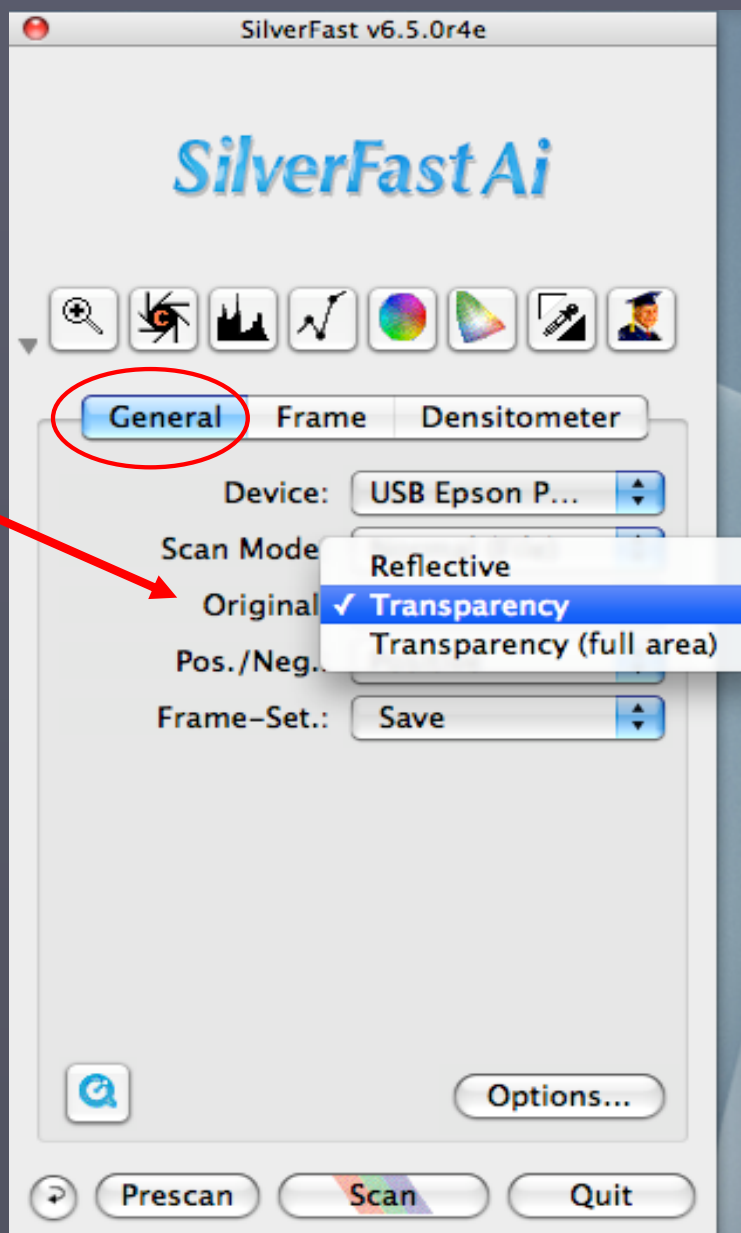 SilverFast v6.5.0r4e
SilverFast Ai
C
General Frame Densitometer
Device: USB Epson P...
Scan Mode
Reflective
Original ✓ Transparency
Transparency (full area)
Pos./Neg.:
Frame-Set.: Save
Options...
Prescan Scan Quit